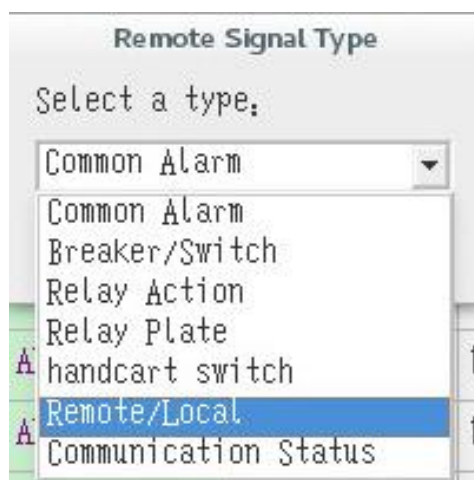 Remote Signal Type
Select a type:
Common Alarm
Common Alarm
Breaker/Switch
Relay Action
Relay Plate
handcart switch
Remote/Local
Communication Status